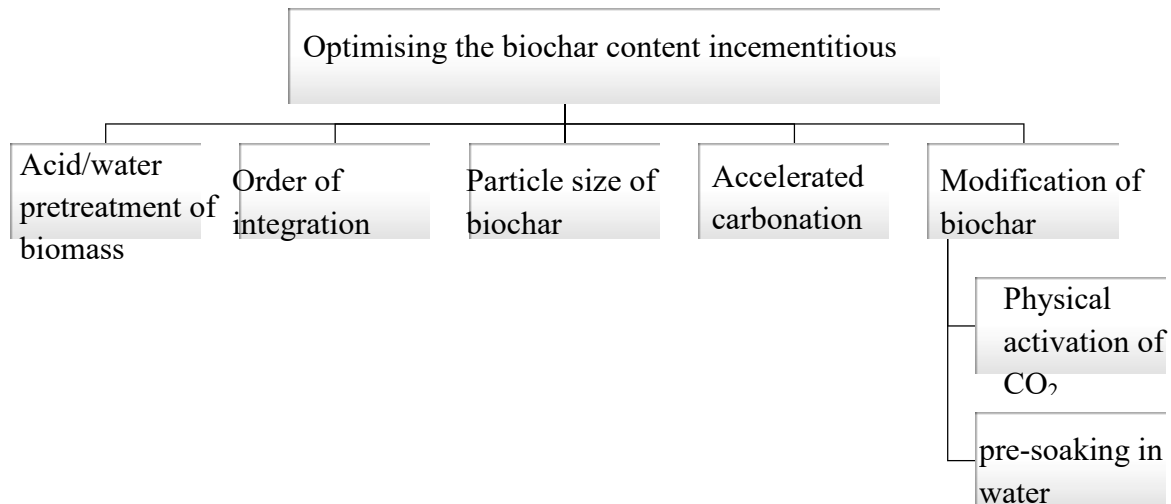 Optimising the biochar content incementitious
Acid/water
pretreatment of
biomass
Order of
integration
Particle size of
biochar
Accelerated
carbonation
Modification of
biochar
Physical
activation of
CO₂
pre-soaking in
water